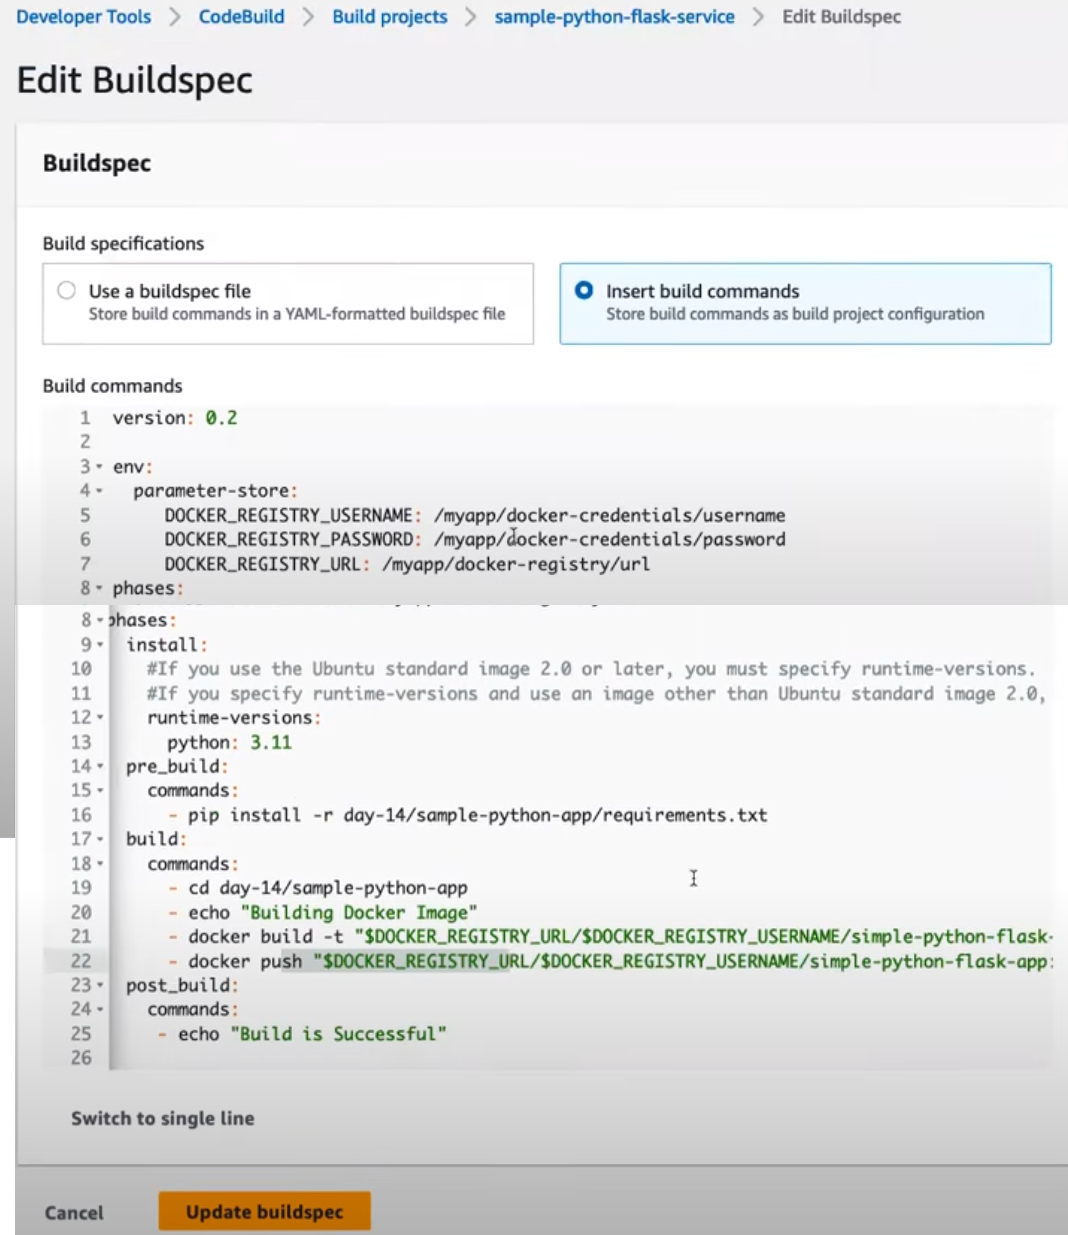 Developer Tools > CodeBuild > Build projects > sample-python-flask-service > Edit Buildspec
Edit Buildspec
Buildspec
Build specifications
Use a buildspec file
Store build commands in a YAML-formatted buildspec file
Insert build commands
Store build commands as build project configuration
Build commands
1 version: 0.2
2
3 env:
4 parameter-store:
5 DOCKER_REGISTRY_USERNAME: /myapp/docker-credentials/username
6 DOCKER_REGISTRY_PASSWORD: /myapp/docker-credentials/password
7 DOCKER_REGISTRY_URL: /myapp/docker-registry/url
8 phases:
8 phases:
9 install:
10 #If you use the Ubuntu standard image 2.0 or later, you must specify runtime-versions.
11 #If you specify runtime-versions and use an image other than Ubuntu standard image 2.0,
12 runtime-versions:
13 python: 3.11
14 pre_build:
15 commands:
16 - pip install -r day-14/sample-python-app/requirements.txt
17 build:
18 commands:
19 - cd day-14/sample-python-app
20 - echo "Building Docker Image"
21 - docker build -t "$DOCKER_REGISTRY_URL/$DOCKER_REGISTRY_USERNAME/simple-python-flask-
22 - docker push "$DOCKER_REGISTRY_URL/$DOCKER_REGISTRY_USERNAME/simple-python-flask-app:
23 post_build:
24 commands:
25 - echo "Build is Successful"
26
Switch to single line
Cancel
Update buildspec